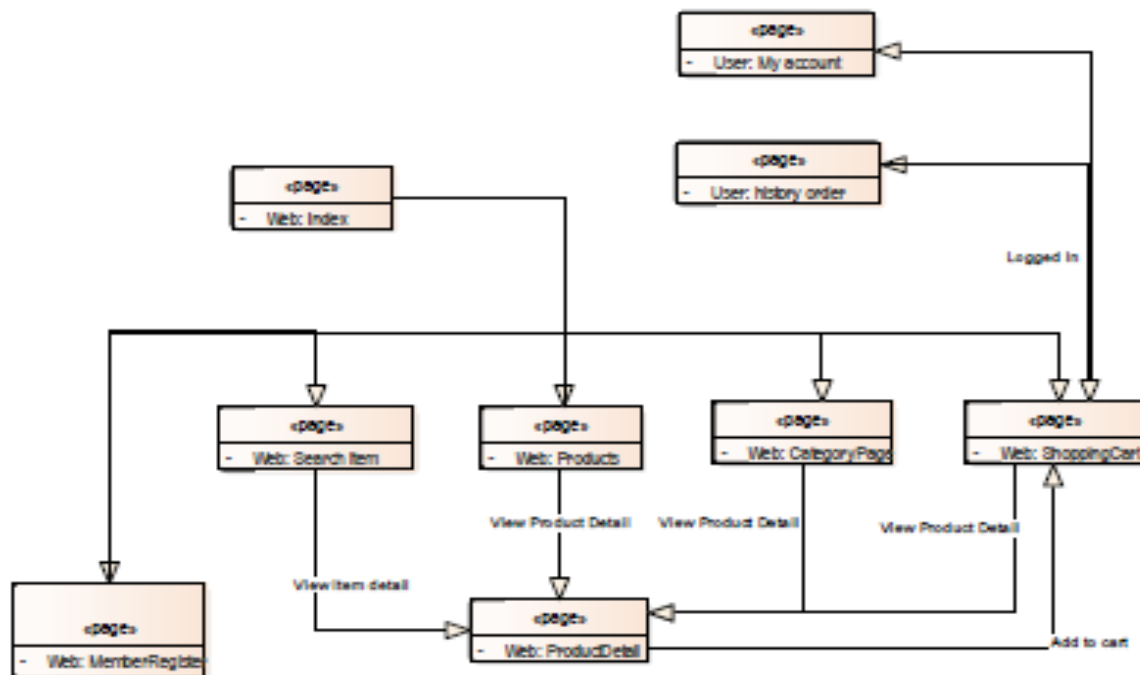 «page»
- User: My account
«page»
- User: history order
«page»
- Web: Index
Logged In
«page»
- Web: Search Item
«page»
- Web: Products
«page»
- Web: CategoryPage
«page»
- Web: ShoppingCart
View Product Detail
View Product Detail
View Product Detail
View Item detail
«page»
- Web: MemberRegister
«page»
- Web: ProductDetail
Add to cart